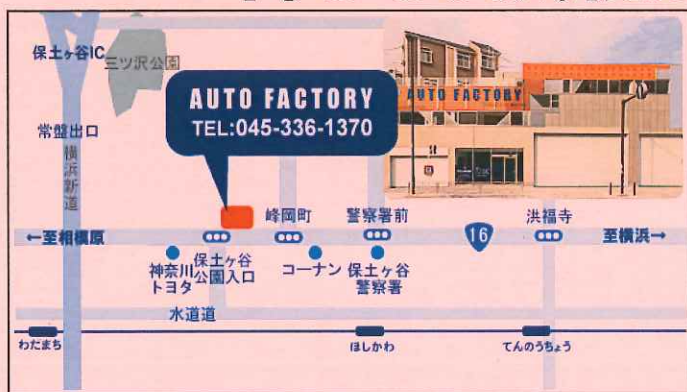 保土ヶ谷IC
三ツ沢公園
AUTO FACTORY
TEL:045-336-1370
AUTO FACTORY
常盤出口
横浜新道
峰岡町
警察署前
洪福寺
←至相模原
16
至横浜→
神奈川
トヨタ
保土ヶ谷
公園入口
コーナン
保土ヶ谷
警察署
水道道
わだまち
ほしかわ
てんのうちょう